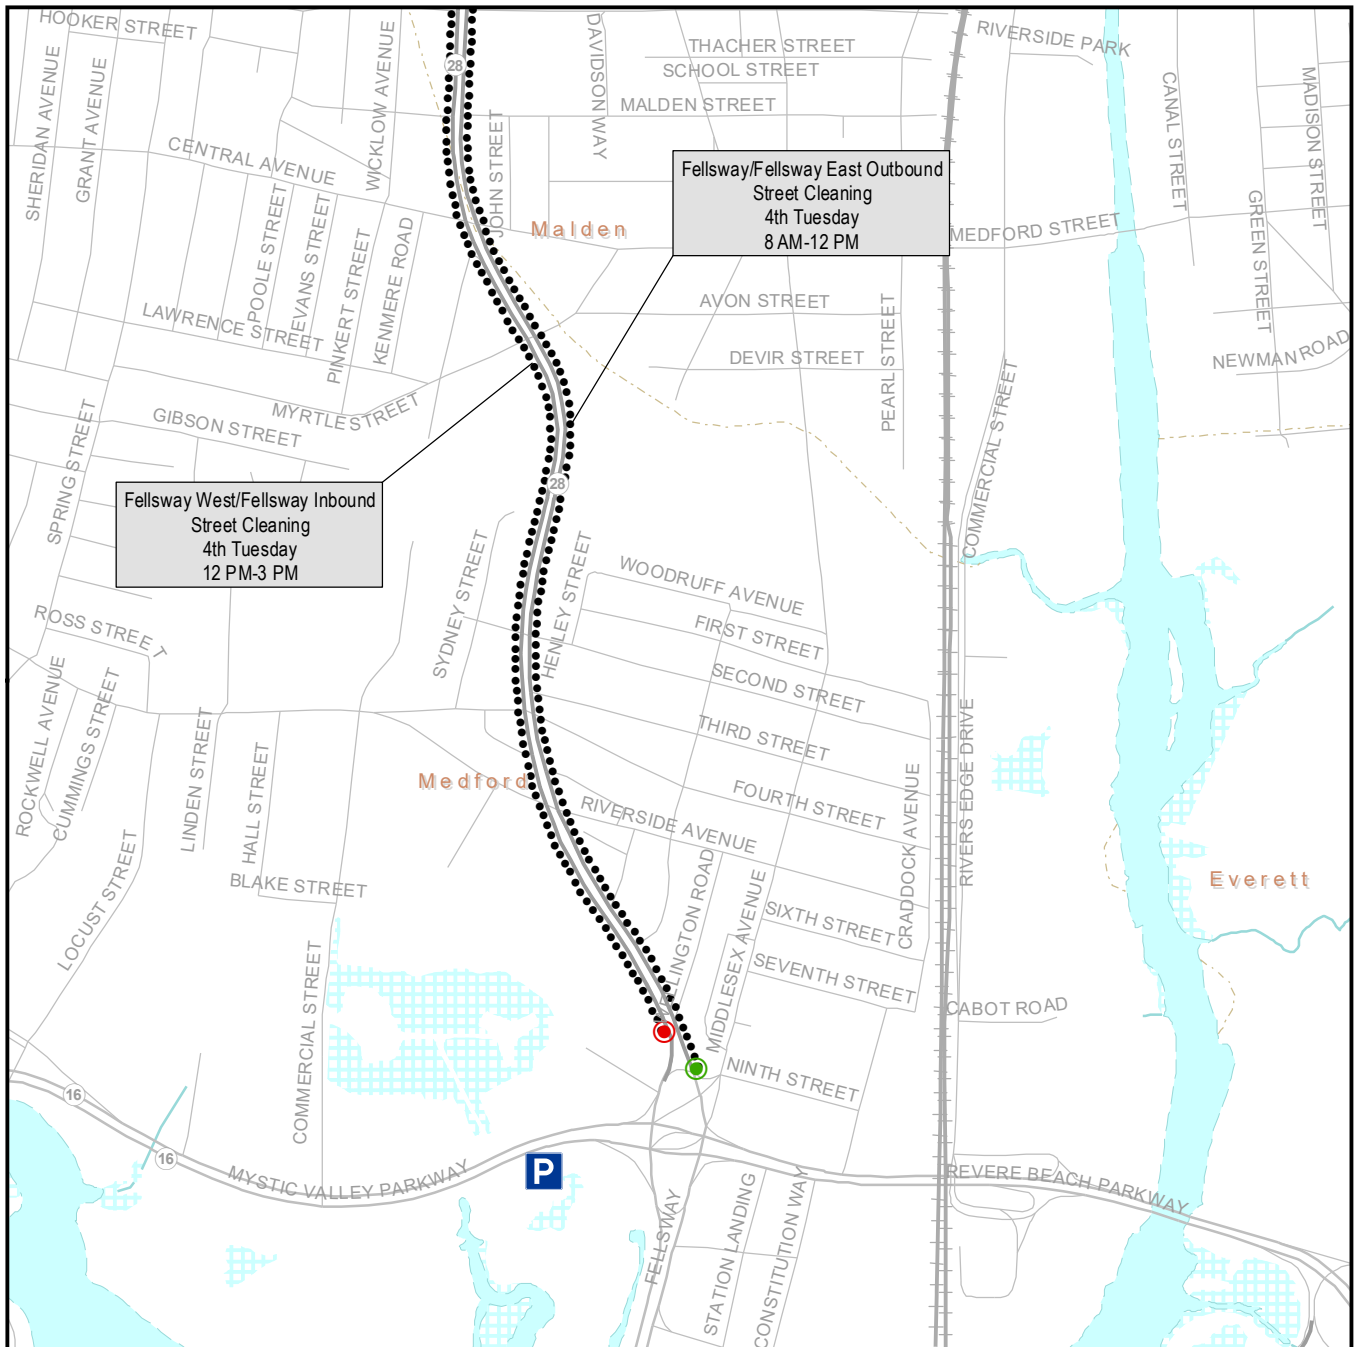 HOOKER STREET
SHERIDAN AVENUE
GRANT AVENUE
WICKLOW AVENUE
28
DAVIDSON WAY
THACHER STREET
SCHOOL STREET
MALDEN STREET
RIVERSIDE PARK
CANAL STREET
MADISON STREET
CENTRAL AVENUE
JOHN STREET
Fellsway/Fellsway East Outbound
Street Cleaning
4th Tuesday
8 AM-12 PM
POOLE STREET
EVANS STREET
PINKERT STREET
KENMERE ROAD
Malden
MEDFORD STREET
GREEN STREET
LAWRENCE STREET
AVON STREET
DEVIR STREET
PEARL STREET
NEWMAN ROAD
MYRTLE STREET
GIBSON STREET
SPRING STREET
COMMERCIAL STREET
28
Fellsway West/Fellsway Inbound
Street Cleaning
4th Tuesday
12 PM-3 PM
SYDNEY STREET
HENLEY STREET
WOODRUFF AVENUE
FIRST STREET
SECOND STREET
THIRD STREET
FOURTH STREET
ROSS STREET
ROCKWELL AVENUE
CUMMINGS STREET
LINDEN STREET
HALL STREET
Medford
RIVERSIDE AVENUE
CRADDOCK AVENUE
RIVERS EDGE DRIVE
Everett
LOCUST STREET
BLAKE STREET
WELLINGTON ROAD
MIDDLESEX AVENUE
SIXTH STREET
SEVENTH STREET
CABOT ROAD
COMMERCIAL STREET
NINTH STREET
16
16
MYSTIC VALLEY PARKWAY
P
REVERE BEACH PARKWAY
FELLSWAY
STATION LANDING
CONSTITUTION WAY